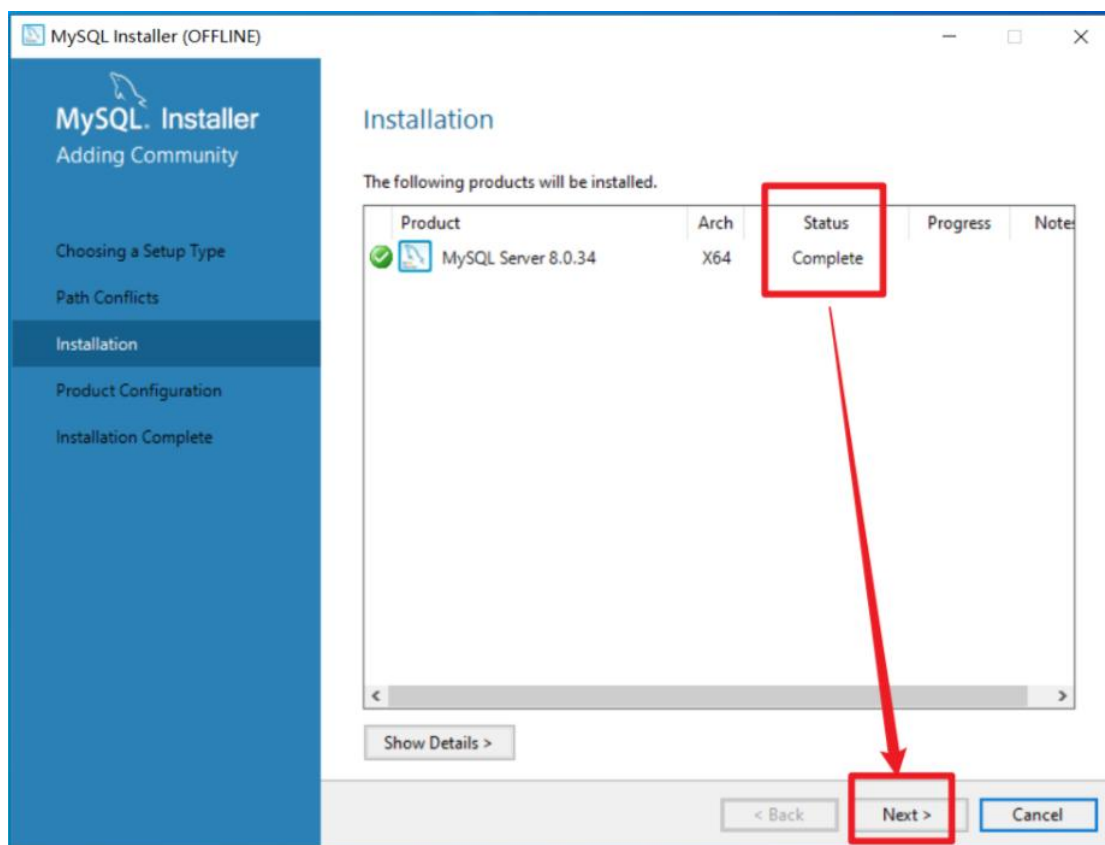 MySQL Installer (OFFLINE)
MySQL. Installer
Adding Community
Choosing a Setup Type
Path Conflicts
Installation
Product Configuration
Installation Complete
Installation
The following products will be installed.
Product Arch Status Progress Notes
MySQL Server 8.0.34 X64 Complete
Show Details >
< Back Next > Cancel